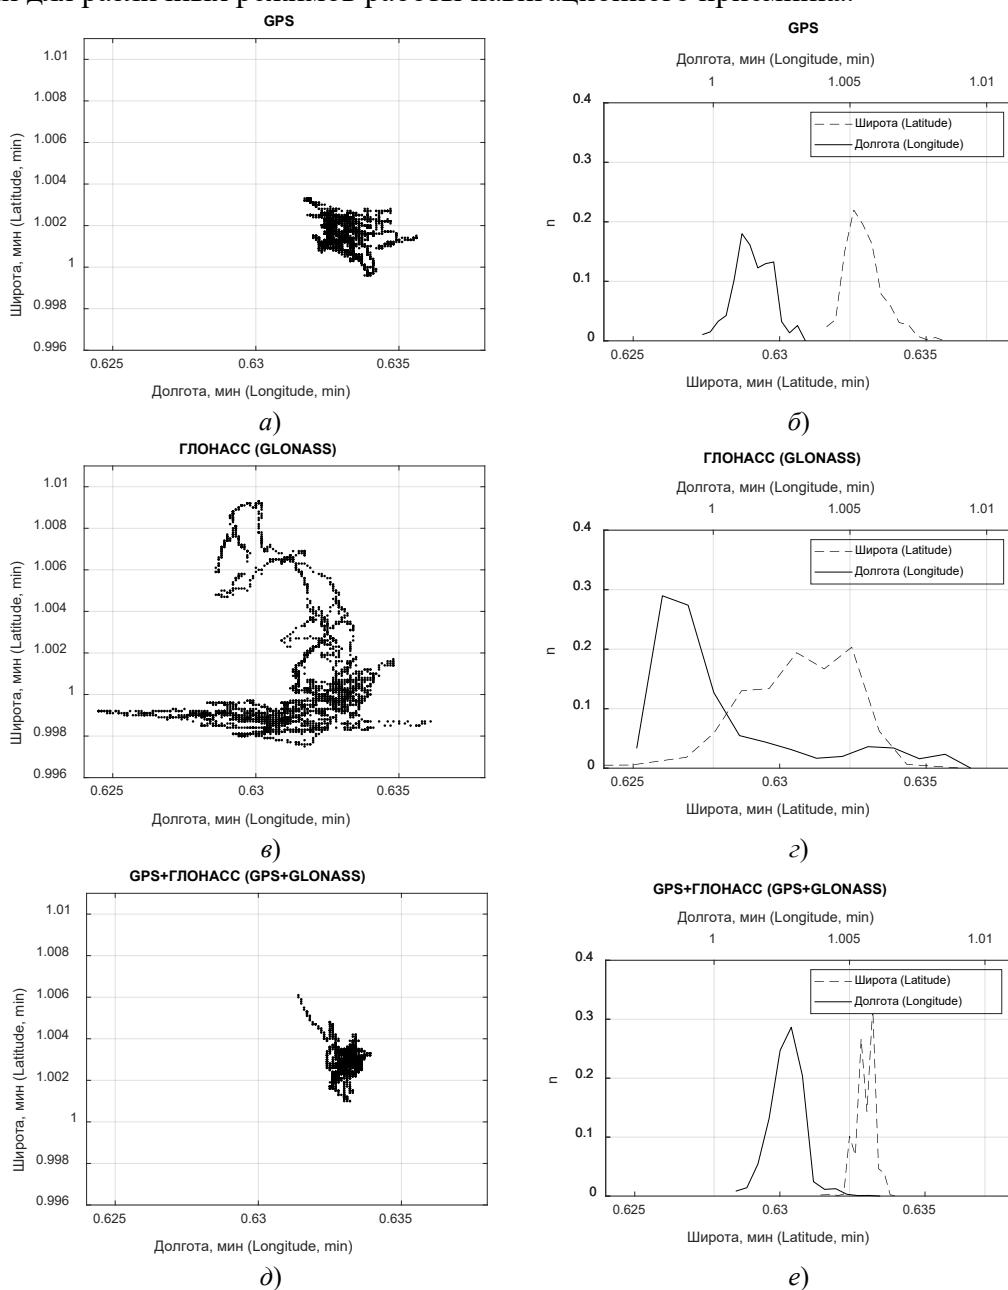 для различных режимов работы навигационного приемника.
GPS
1.01
1.008
1.006
1.004
1.002
1
0.998
0.996
Широта, мин (Latitude, min)
0.625 0.63 0.635
Долгота, мин (Longitude, min)
а)
GPS
Долгота, мин (Longitude, min)
1 1.005 1.01
0.4
0.3
0.2
0.1
0
n
Широта (Latitude)
Долгота (Longitude)
0.625 0.63 0.635
Широта, мин (Latitude, min)
б)
ГЛОНАСС (GLONASS)
1.01
1.008
1.006
1.004
1.002
1
0.998
0.996
Широта, мин (Latitude, min)
0.625 0.63 0.635
Долгота, мин (Longitude, min)
в)
ГЛОНАСС (GLONASS)
Долгота, мин (Longitude, min)
1 1.005 1.01
0.4
0.3
0.2
0.1
0
n
Широта (Latitude)
Долгота (Longitude)
0.625 0.63 0.635
Широта, мин (Latitude, min)
г)
GPS+ГЛОНАСС (GPS+GLONASS)
1.01
1.008
1.006
1.004
1.002
1
0.998
0.996
Широта, мин (Latitude, min)
0.625 0.63 0.635
Долгота, мин (Longitude, min)
д)
GPS+ГЛОНАСС (GPS+GLONASS)
Долгота, мин (Longitude, min)
1 1.005 1.01
0.4
0.3
0.2
0.1
0
n
Широта (Latitude)
Долгота (Longitude)
0.625 0.63 0.635
Широта, мин (Latitude, min)
е)